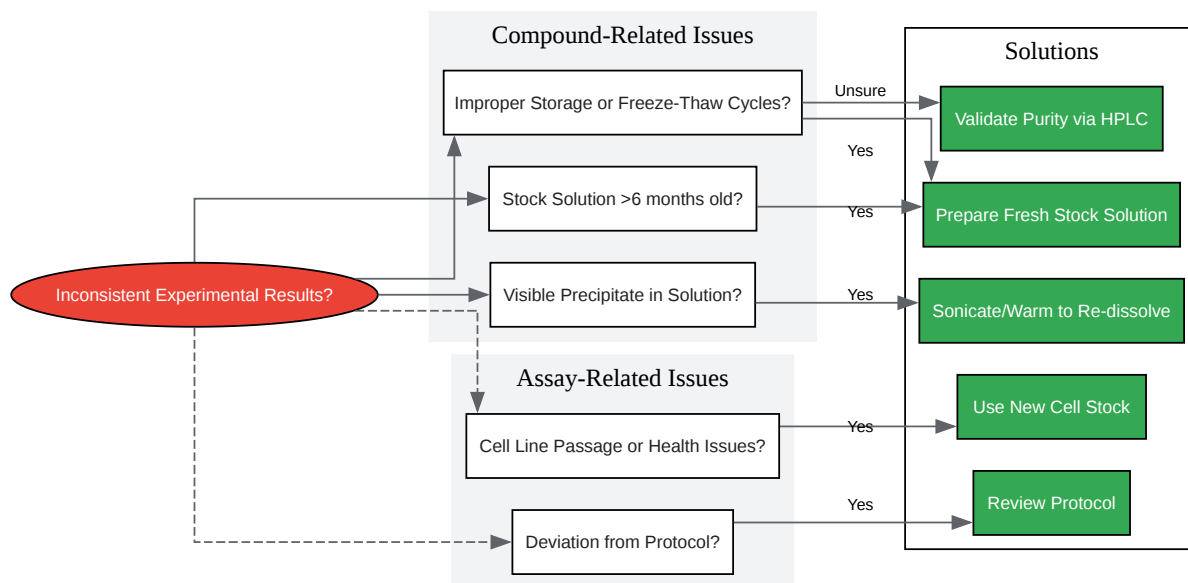 Compound-Related Issues
Solutions
Improper Storage or Freeze-Thaw Cycles?
Unsure
Validate Purity via HPLC
Yes
Stock Solution >6 months old?
Yes
Prepare Fresh Stock Solution
Inconsistent Experimental Results?
Visible Precipitate in Solution?
Yes
Sonicate/Warm to Re-dissolve
Assay-Related Issues
Cell Line Passage or Health Issues?
Yes
Use New Cell Stock
Deviation from Protocol?
Yes
Review Protocol